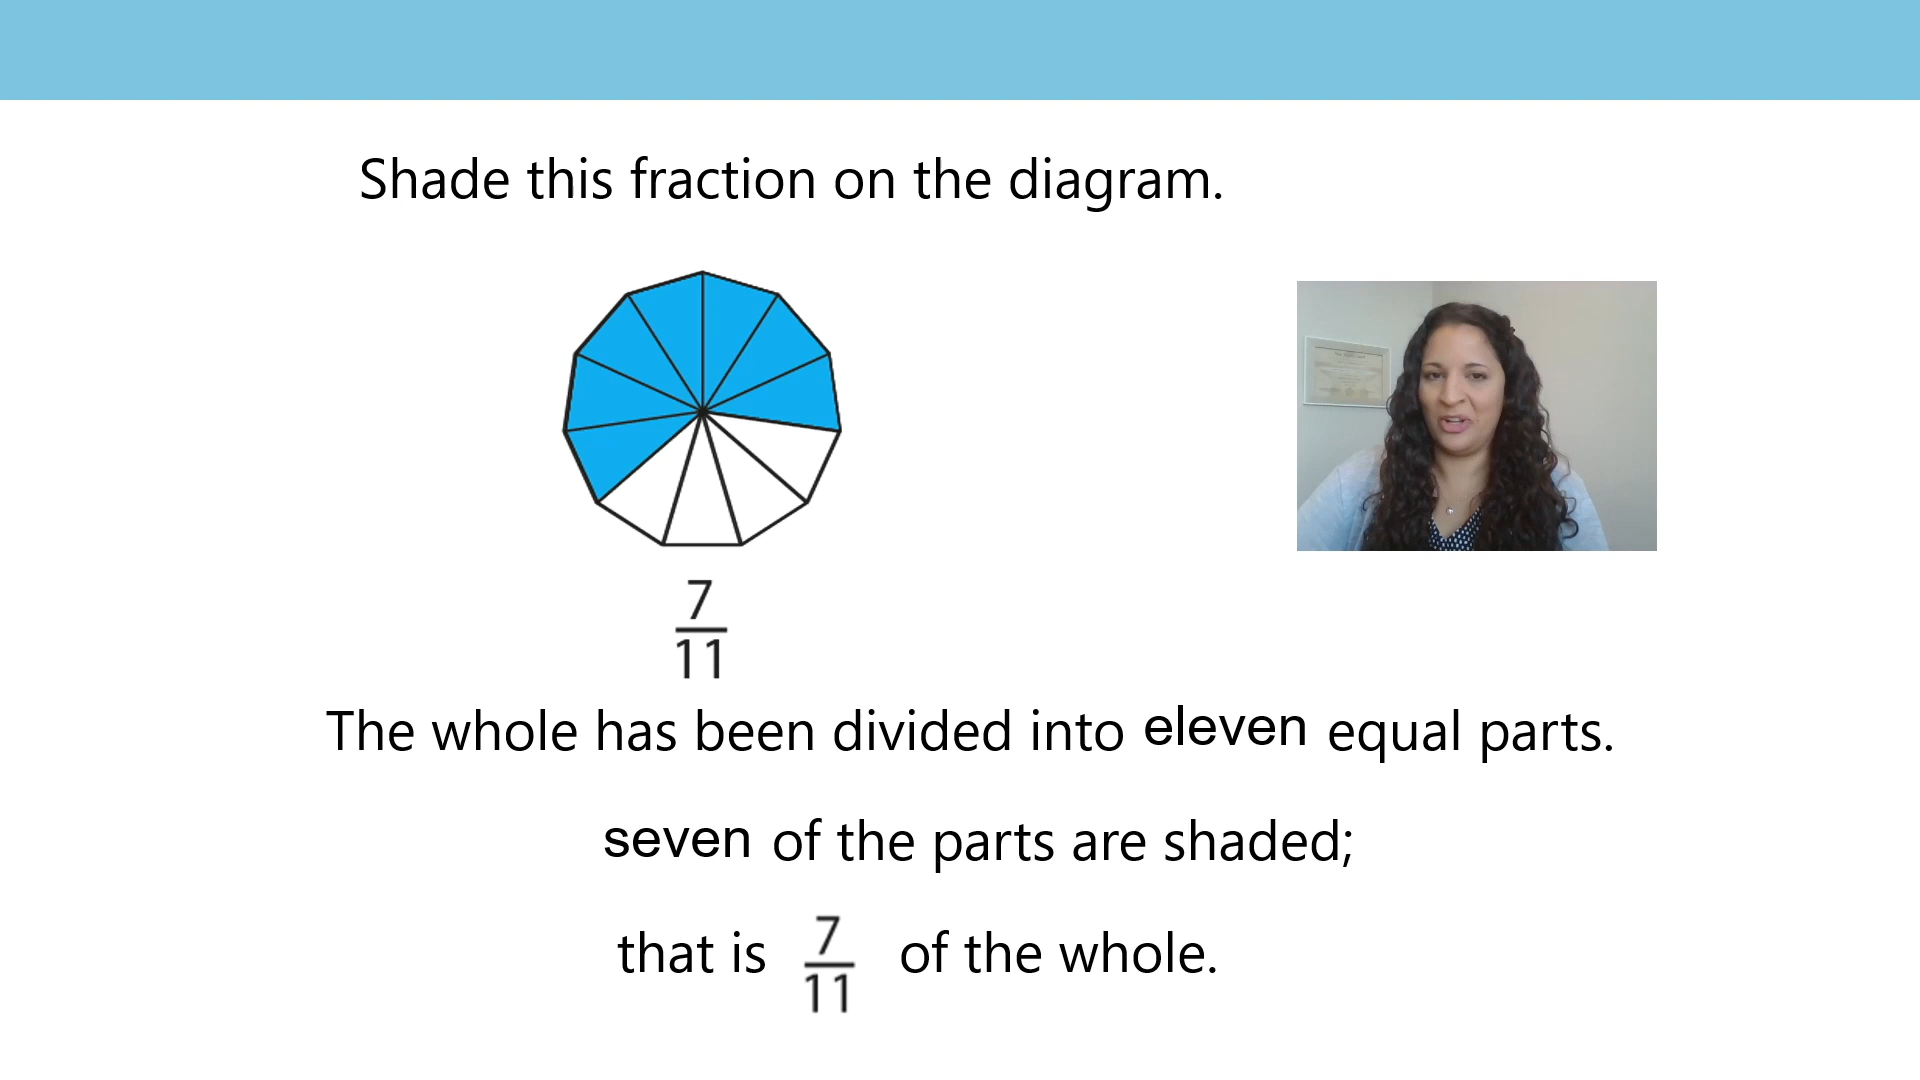 Shade this fraction on the diagram.
7
11
The whole has been divided into eleven equal parts.
seven of the parts are shaded;
that is 7/11 of the whole.